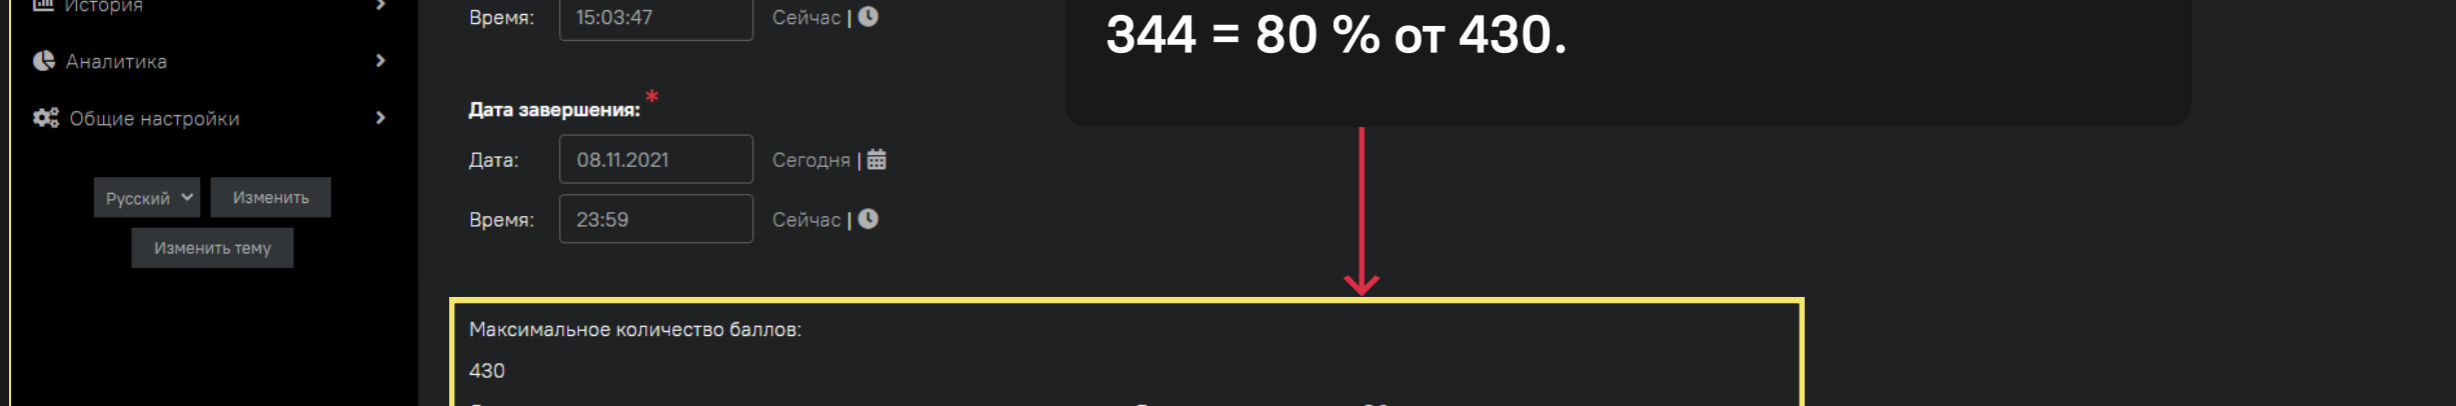 История
Аналитика
Общие настройки
Русский Изменить
Изменить тему
Время: 15:03:47 Сейчас |
Дата завершения: *
Дата: 08.11.2021 Сегодня |
Время: 23:59 Сейчас |
344 = 80 % от 430.
Максимальное количество баллов:
430